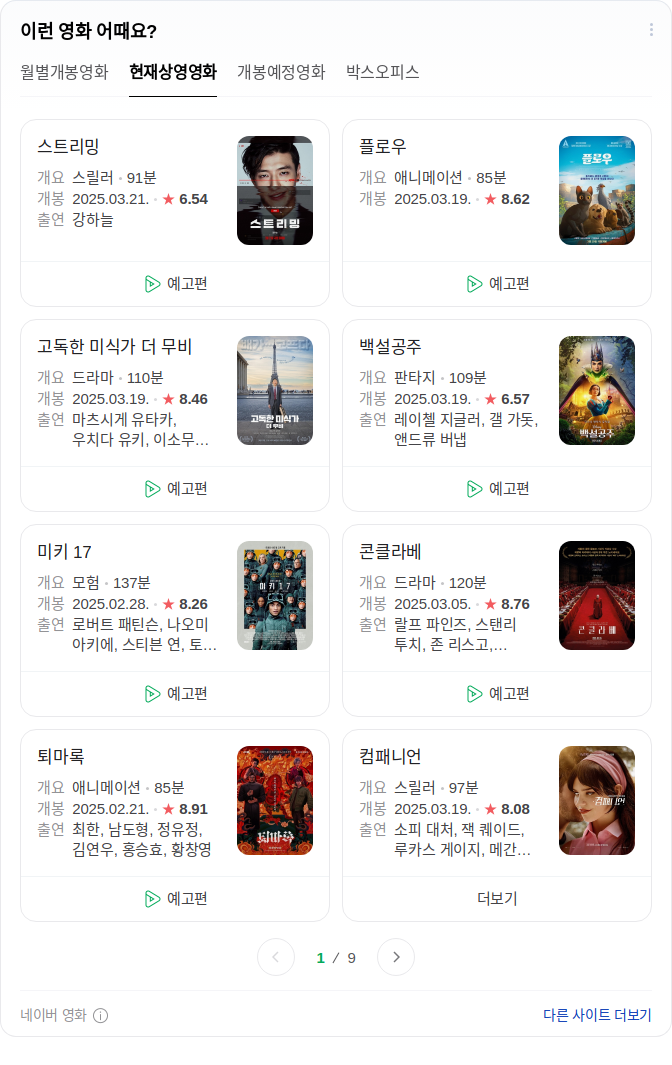 이런 영화 어때요?
월별개봉영화 현재상영영화 개봉예정영화 박스오피스
스트리밍
개요 스릴러 · 91분
개봉 2025.03.21. · ★ 6.54
출연 강하늘
스트리밍
예고편
플로우
개요 애니메이션 · 85분
개봉 2025.03.19. · ★ 8.62
플로우
예고편
고독한 미식가 더 무비
개요 드라마 · 110분
개봉 2025.03.19. · ★ 8.46
출연 마츠시게 유타카,
우치다 유키, 이소무…
고독한 미식가
더 무비
예고편
백설공주
개요 판타지 · 109분
개봉 2025.03.19. · ★ 6.57
출연 레이첼 지글러, 갤 가돗,
앤드류 버냅
백설공주
예고편
미키 17
개요 모험 · 137분
개봉 2025.02.28. · ★ 8.26
출연 로버트 패틴슨, 나오미
아키에, 스티븐 연, 토…
미키 17
예고편
콘클라베
개요 드라마 · 120분
개봉 2025.03.05. · ★ 8.76
출연 랄프 파인즈, 스탠리
투치, 존 리스고,…
콘클라베
예고편
퇴마록
개요 애니메이션 · 85분
개봉 2025.02.21. · ★ 8.91
출연 최한, 남도형, 정유정,
김연우, 홍승효, 황창영
퇴마록
예고편
컴패니언
개요 스릴러 · 97분
개봉 2025.03.19. · ★ 8.08
출연 소피 대처, 잭 퀘이드,
루카스 게이지, 메간…
컴패니언
더보기
1 / 9
네이버 영화
다른 사이트 더보기